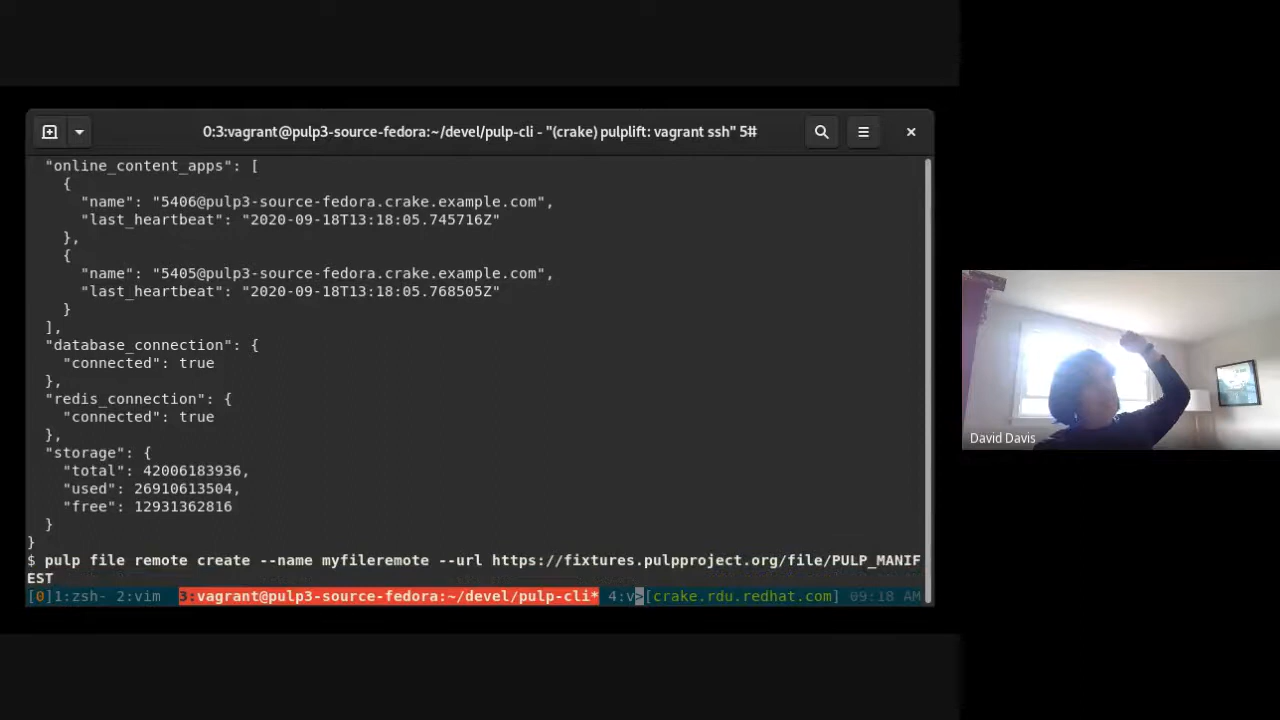 0:3:vagrant@pulp3-source-fedora:~/devel/pulp-cli - "(crake) pulplift: vagrant ssh" 5#
"online_content_apps": [
{
"name": "5406@pulp3-source-fedora.crake.example.com",
"last_heartbeat": "2020-09-18T13:18:05.745716Z"
},
{
"name": "5405@pulp3-source-fedora.crake.example.com",
"last_heartbeat": "2020-09-18T13:18:05.768505Z"
}
],
"database_connection": {
"connected": true
},
"redis_connection": {
"connected": true
},
"storage": {
"total": 42006183936,
"used": 26910613504,
"free": 12931362816
}
}
$ pulp file remote create --name myfileremote --url https://fixtures.pulpproject.org/file/PULP_MANIF
EST
[0]1:zsh- 2:vim 3:vagrant@pulp3-source-fedora:~/devel/pulp-cli* 4:v>[crake.rdu.redhat.com] 09:18 AM
David Davis